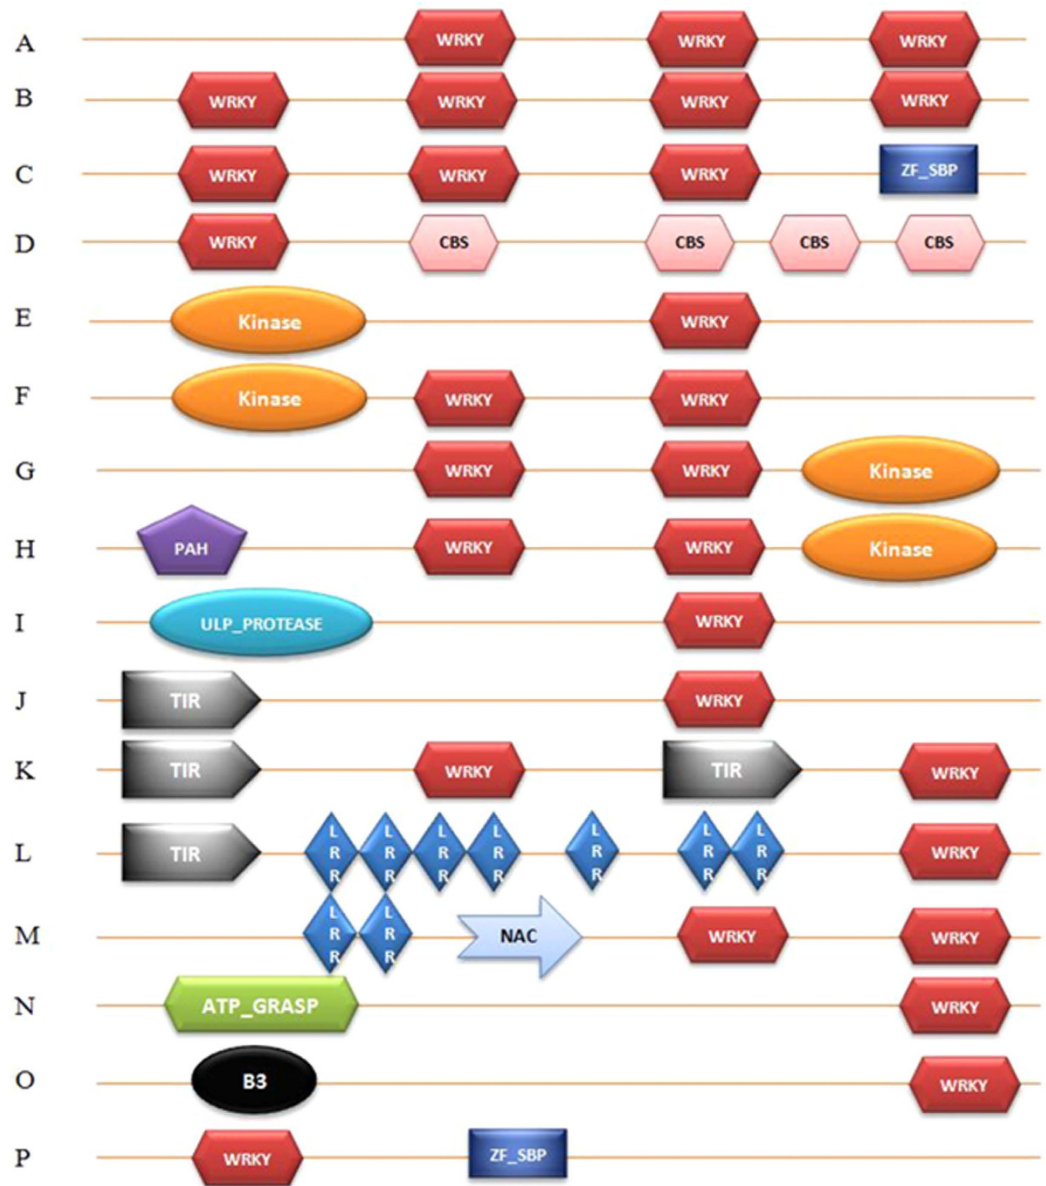 A WRKY WRKY WRKY
B WRKY WRKY WRKY WRKY
C WRKY WRKY WRKY ZF_SBP
D WRKY CBS CBS CBS CBS
E Kinase WRKY
F Kinase WRKY WRKY
G WRKY WRKY Kinase
H PAH WRKY WRKY Kinase
I ULP_PROTEASE WRKY
J TIR WRKY
K TIR WRKY TIR WRKY
L TIR LRR LRR LRR LRR LRR LRR LRR WRKY
M LRR LRR NAC WRKY WRKY
N ATP_GRASP WRKY
O B3 WRKY
P WRKY ZF_SBP